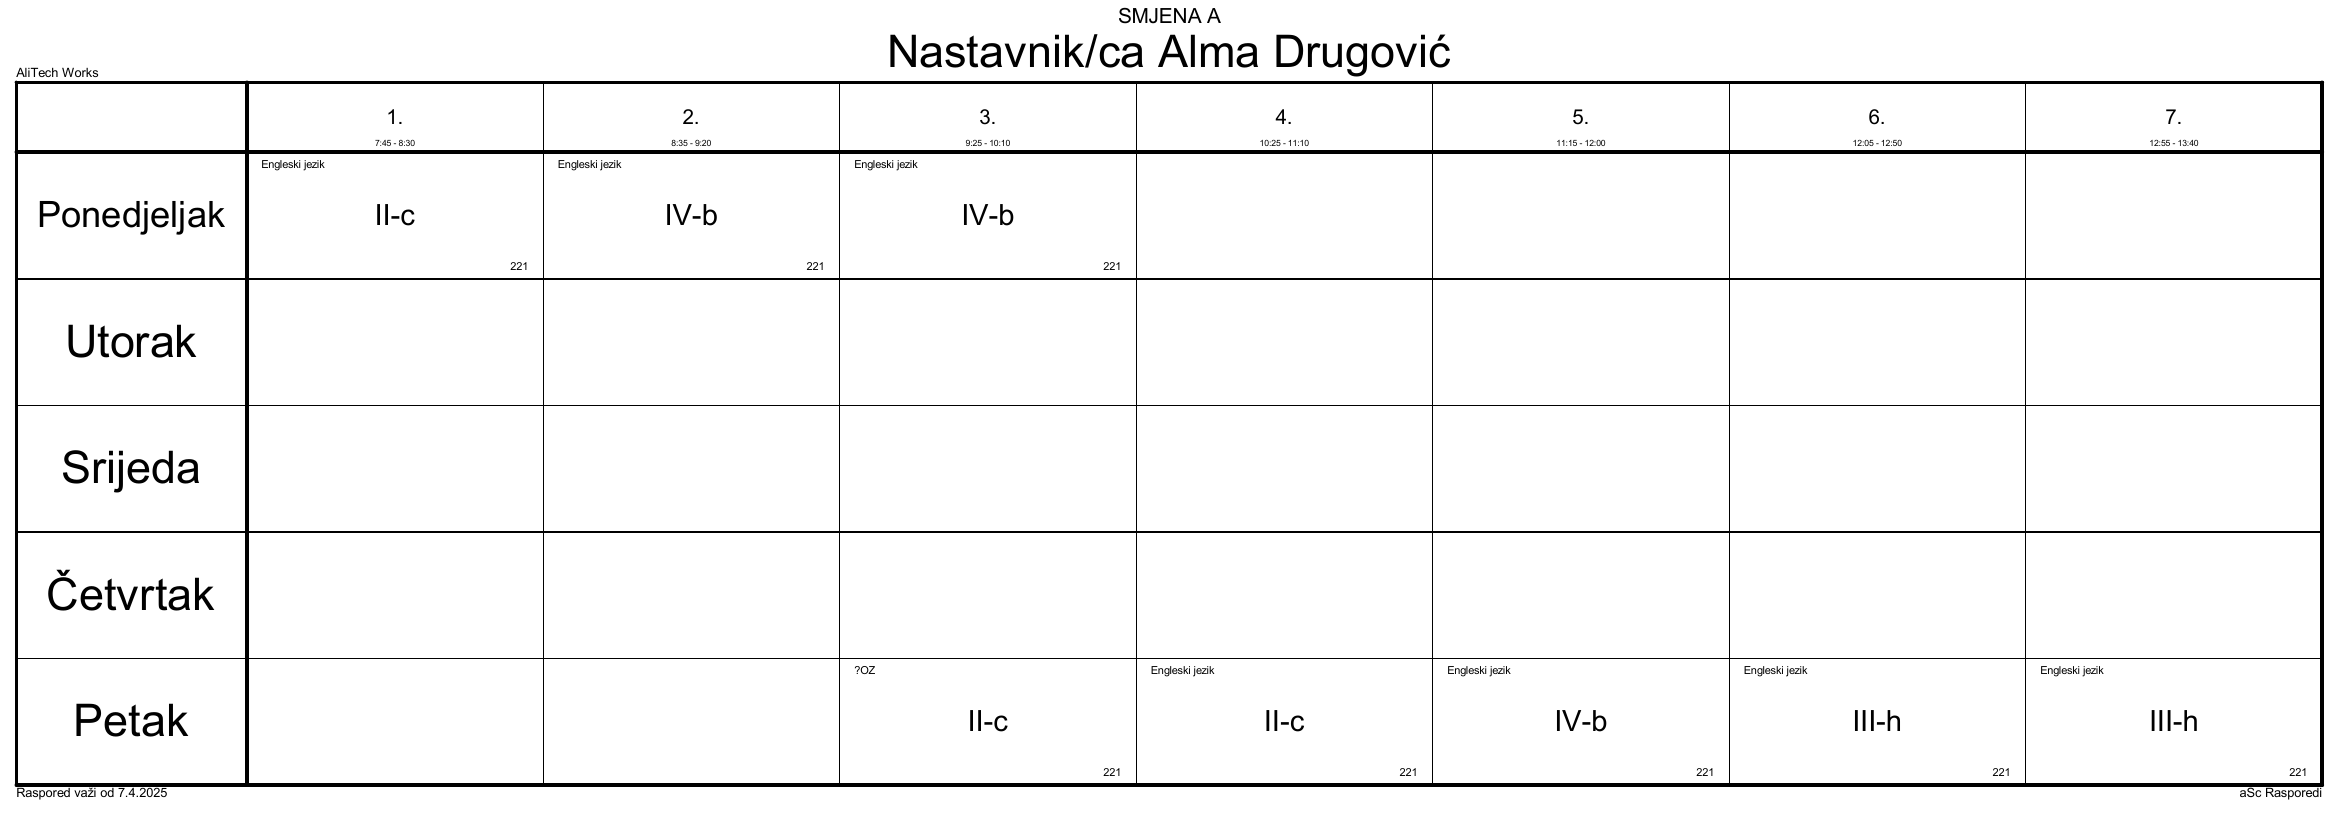 SMJENA A
Nastavnik/ca Alma Drugović
AliTech Works
1. 2. 3. 4. 5. 6. 7.
7:45 - 8:30 8:35 - 9:20 9:25 - 10:10 10:25 - 11:10 11:15 - 12:00 12:05 - 12:50 12:55 - 13:40
Engleski jezik Engleski jezik Engleski jezik
Ponedjeljak II-c IV-b IV-b
221 221 221
Utorak
Srijeda
Četvrtak
?OZ Engleski jezik Engleski jezik Engleski jezik Engleski jezik
Petak II-c II-c IV-b III-h III-h
221 221 221 221 221
Raspored važi od 7.4.2025 aSc Rasporedi